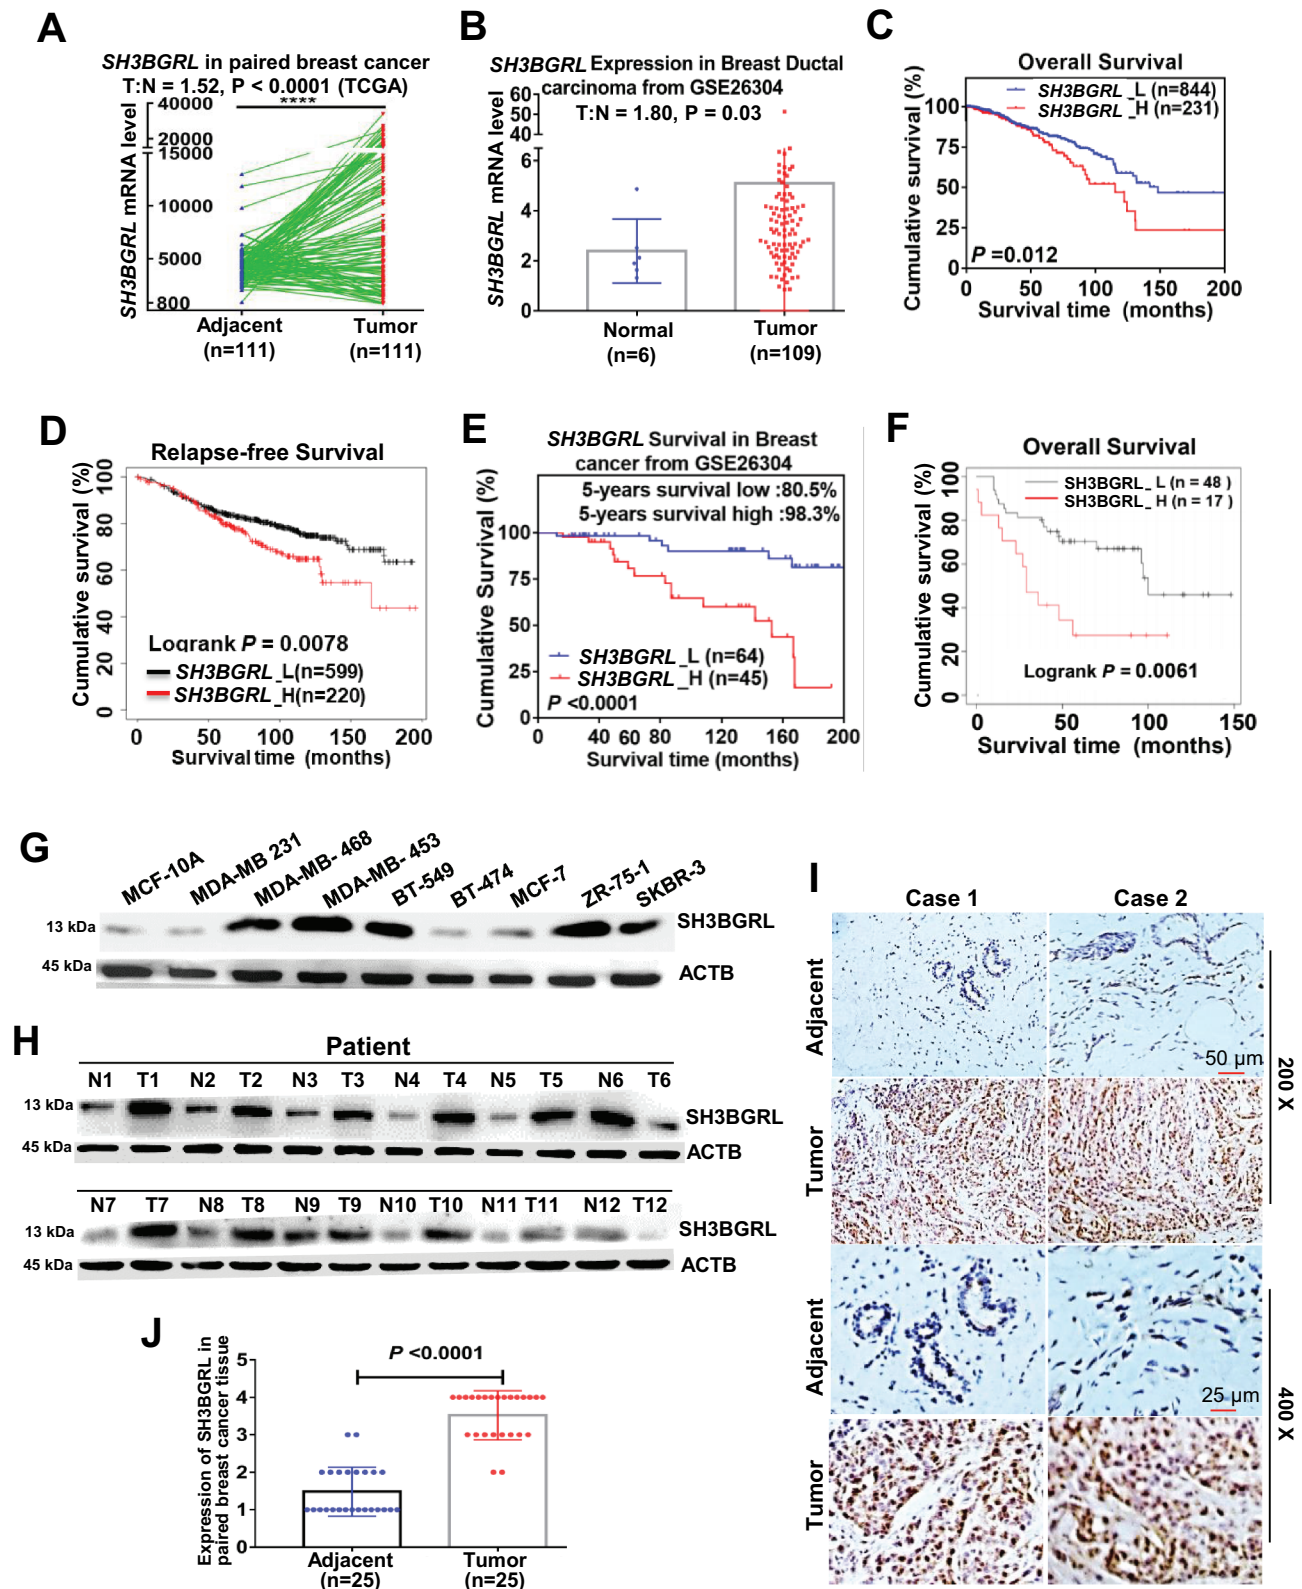 A
SH3BGRL in paired breast cancer
T:N = 1.52, P < 0.0001 (TCGA)
****
SH3BGRL mRNA level
40000
20000
15000
10000
5000
800
Adjacent
(n=111)
Tumor
(n=111)
B
SH3BGRL Expression in Breast Ductal
carcinoma from GSE26304
T:N = 1.80, P = 0.03
SH3BGRL mRNA level
60
50
40
6
4
2
0
Normal
(n=6)
Tumor
(n=109)
C
Overall Survival
SH3BGRL_L (n=844)
SH3BGRL_H (n=231)
Cumulative survival (%)
100
75
50
25
0
P =0.012
0 50 100 150 200
Survival time (months)
D
Relapse-free Survival
Cumulative survival (%)
100
80
60
40
20
0
Logrank P = 0.0078
SH3BGRL_L(n=599)
SH3BGRL_H(n=220)
0 50 100 150 200
Survival time (months)
E
SH3BGRL Survival in Breast
cancer from GSE26304
5-years survival low :80.5%
5-years survival high :98.3%
Cumulative Survival (%)
100
75
50
25
0
SH3BGRL_L (n=64)
SH3BGRL_H (n=45)
P <0.0001
0 40 60 80 120 160 200
Survival time (months)
F
Overall Survival
SH3BGRL_L (n = 48 )
SH3BGRL_H (n = 17 )
Cumulative survival (%)
100
80
60
40
20
0
Logrank P = 0.0061
0 50 100 150
Survival time (months)
G
MCF-10A
MDA-MB 231
MDA-MB- 468
MDA-MB- 453
BT-549
BT-474
MCF-7
ZR-75-1
SKBR-3
13 kDa
SH3BGRL
45 kDa
ACTB
H
Patient
N1 T1 N2 T2 N3 T3 N4 T4 N5 T5 N6 T6
13 kDa
SH3BGRL
45 kDa
ACTB
N7 T7 N8 T8 N9 T9 N10 T10 N11 T11 N12 T12
13 kDa
SH3BGRL
45 kDa
ACTB
I
Case 1
Case 2
Adjacent
50 µm
Tumor
200 X
Adjacent
25 µm
Tumor
400 X
J
P <0.0001
Expression of SH3BGRL in
paired breast cancer tissue
5
4
3
2
1
0
Adjacent
(n=25)
Tumor
(n=25)